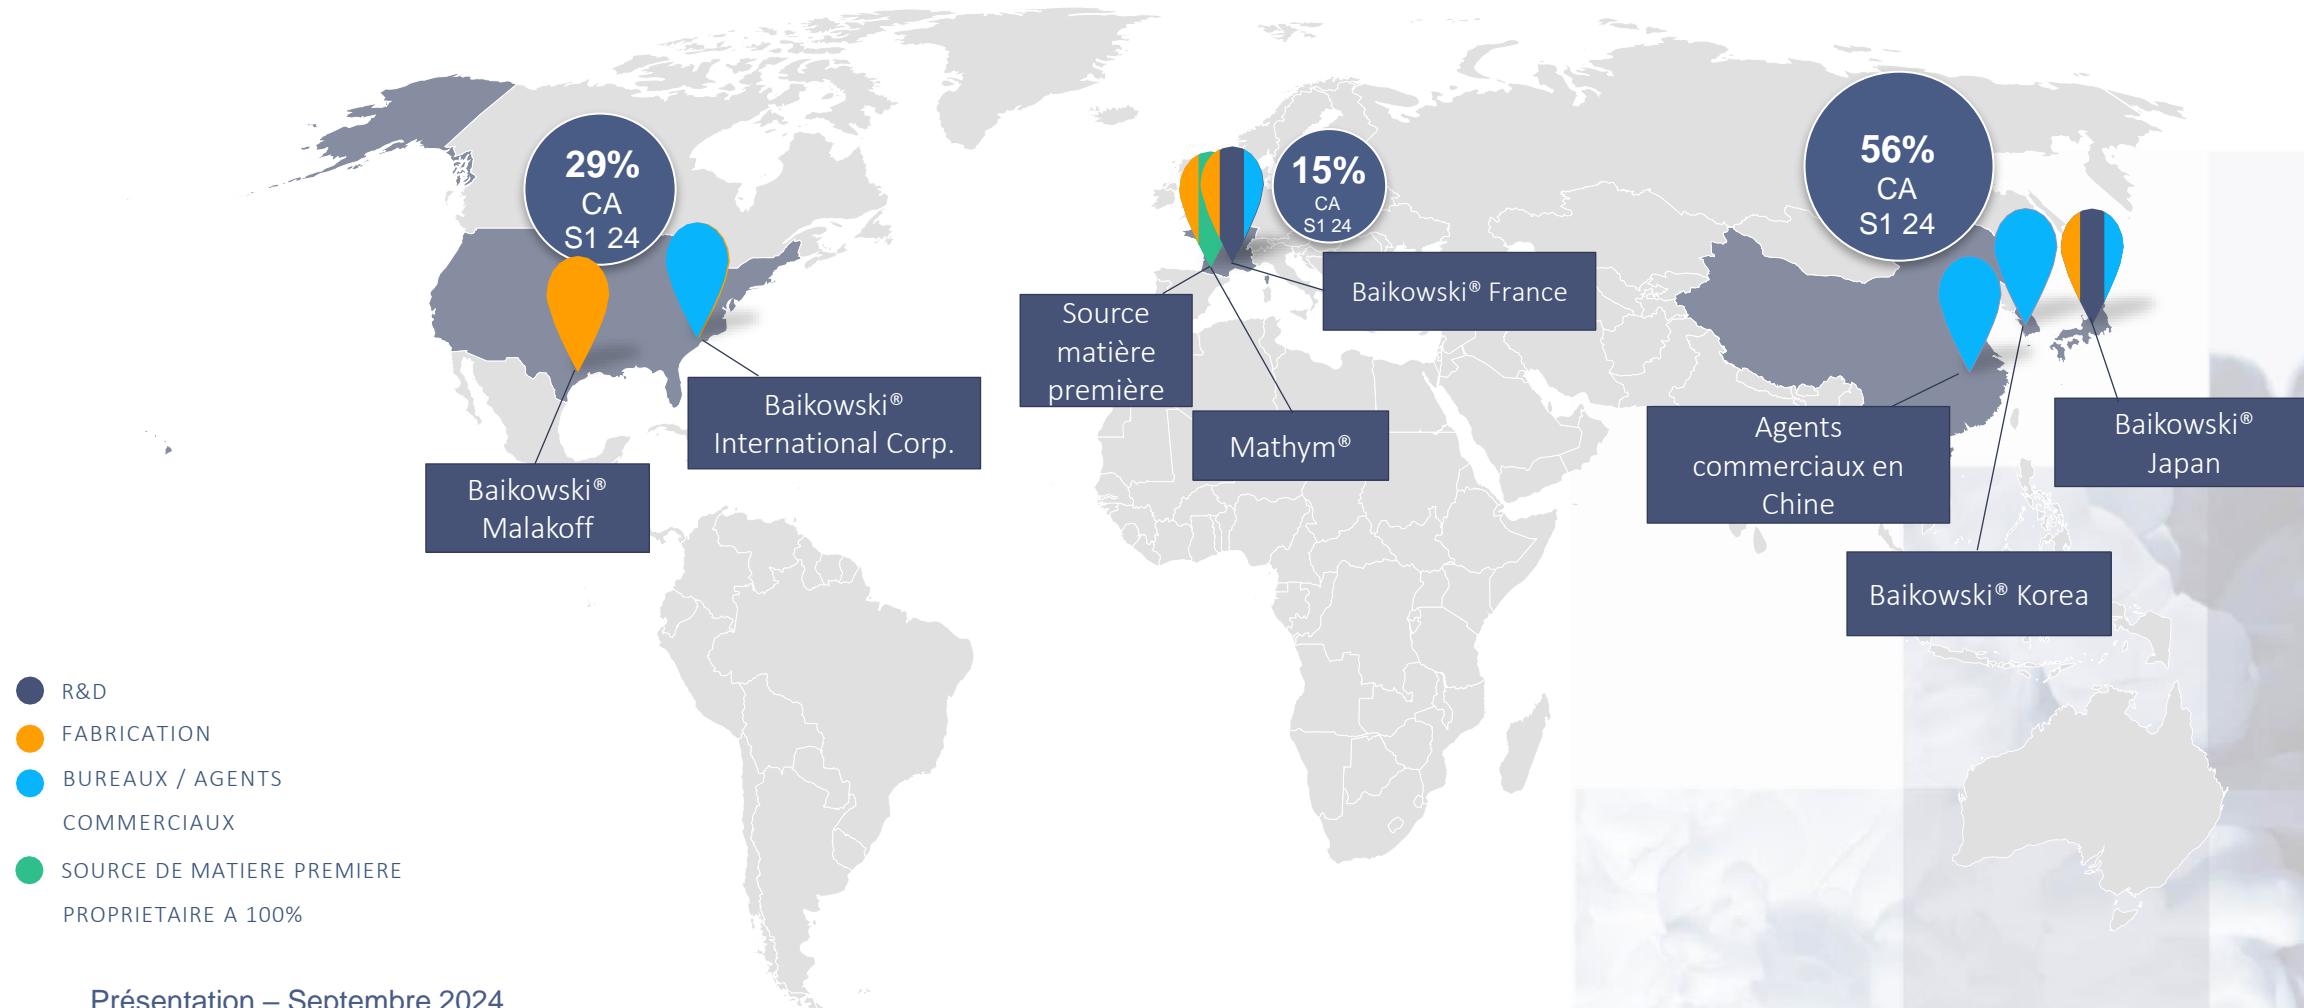 29%
CA
S1 24
15%
CA
S1 24
56%
CA
S1 24
Baikowski® France
Source
matière
première
Baikowski®
International Corp.
Mathym®
Agents
commerciaux en
Chine
Baikowski®
Japan
Baikowski®
Malakoff
Baikowski® Korea
R&D
FABRICATION
BUREAUX / AGENTS
COMMERCIAUX
SOURCE DE MATIERE PREMIERE
PROPRIETAIRE A 100%
Présentation – Septembre 2024